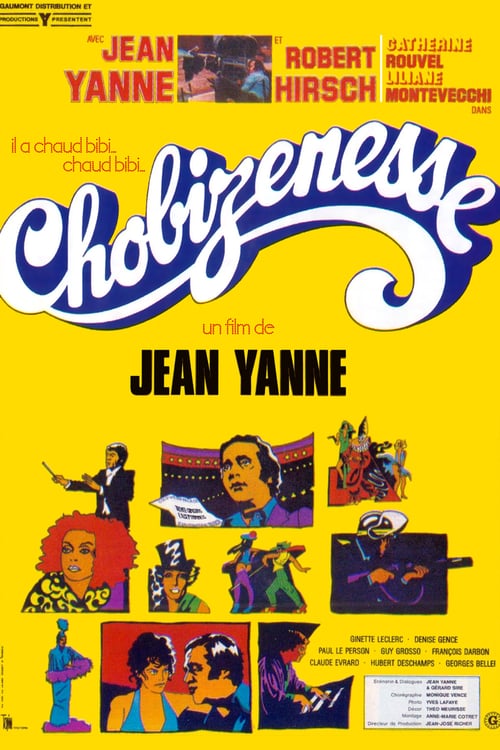 GAUMONT DISTRIBUTION ET
PRODUCTIONS Y PRESENTENT
AVEC JEAN YANNE
ET ROBERT HIRSCH
CATHERINE
ROUVEL
LILIANE
MONTEVECCHI
DANS
il a chaud bibi...
chaud bibi...
Chobizenesse
un film de
JEAN YANNE
GINETTE LECLERC - DENISE GENCE
PAUL LE PERSON - GUY GROSSO - FRANÇOIS DARBON
CLAUDE EVRARD - HUBERT DESCHAMPS - GEORGES BELLEI
Scénario & Dialogues JEAN YANNE
& GÉRARD SIRE
Chorégraphie MONIQUE VENCE
Photo YVES LAFAYE
Décor THÉO MEURISSE
Montage ANNE-MARIE COTRET
Directeur de Production JEAN-JOSÉ RICHER
G